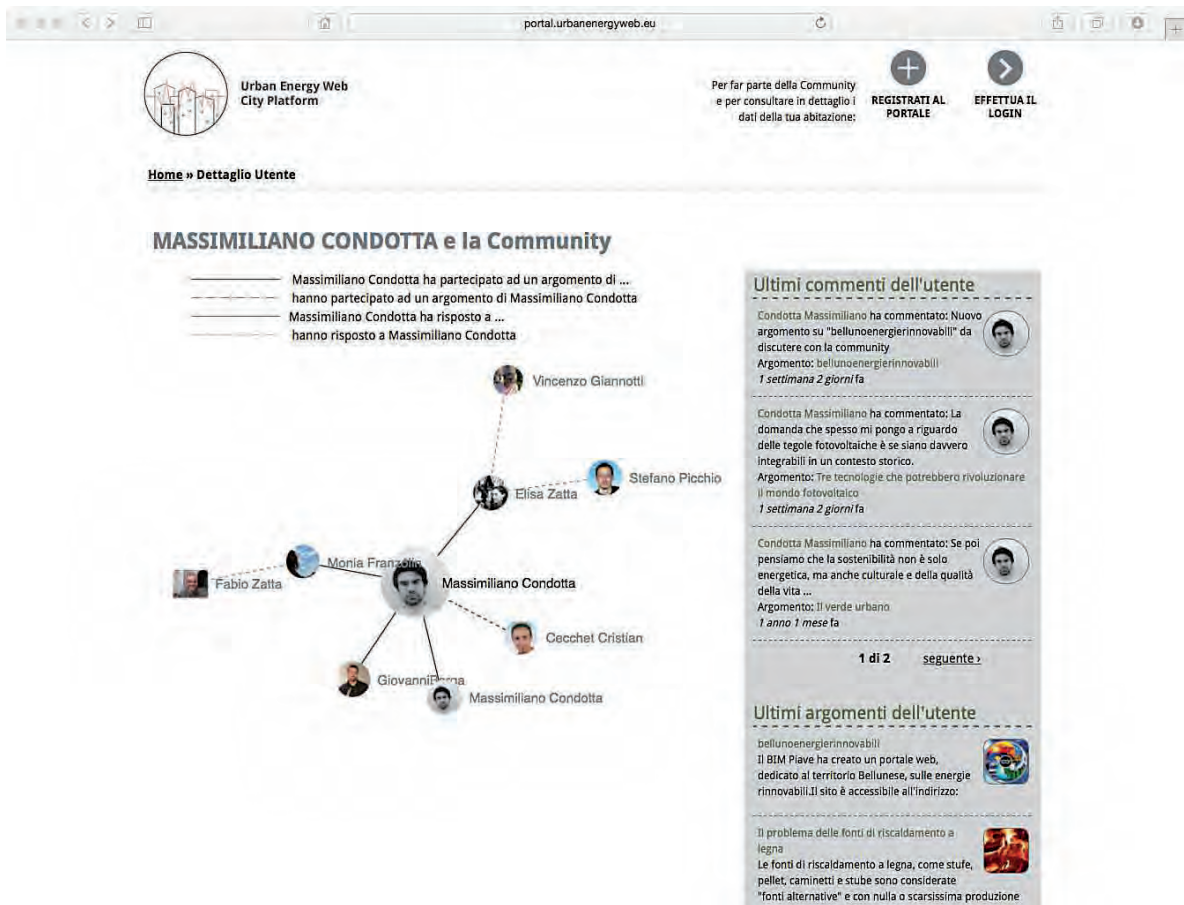 portal.urbanenergyweb.eu
Urban Energy Web
City Platform
Per far parte della Community
e per consultare in dettaglio i
dati della tua abitazione:
REGISTRATI AL
PORTALE
EFFETTUA IL
LOGIN
Home » Dettaglio Utente
MASSIMILIANO CONDOTTA e la Community
Massimiliano Condotta ha partecipato ad un argomento di ...
hanno partecipato ad un argomento di Massimiliano Condotta
Massimiliano Condotta ha risposto a ...
hanno risposto a Massimiliano Condotta
Vincenzo Giannotti
Elisa Zatta
Stefano Picchio
Monia Franzolin
Fabio Zatta
Massimiliano Condotta
Cecchet Cristian
Giovanni
Massimiliano Condotta
Ultimi commenti dell'utente
Condotta Massimiliano ha commentato: Nuovo
argomento su "bellunoenergierinnovabili" da
discutere con la community
Argomento: bellunoenergierinnovabili
1 settimana 2 giorni fa
Condotta Massimiliano ha commentato: La
domanda che spesso mi pongo a riguardo
delle tegole fotovoltaiche è se siano davvero
integrabili in un contesto storico.
Argomento: Tre tecnologie che potrebbero rivoluzionare
il mondo fotovoltaico
1 settimana 2 giorni fa
Condotta Massimiliano ha commentato: Se poi
pensiamo che la sostenibilità non è solo
energetica, ma anche culturale e della qualità
della vita ...
Argomento: Il verde urbano
1 anno 1 mese fa
1 di 2 seguente ›
Ultimi argomenti dell'utente
bellunoenergierinnovabili
Il BIM Piave ha creato un portale web,
dedicato al territorio Bellunese, sulle energie
rinnovabili.Il sito è accessibile all'indirizzo:
Il problema delle fonti di riscaldamento a
legna
Le fonti di riscaldamento a legna, come stufe,
pellet, caminetti e stube sono considerate
"fonti alternative" e con nulla o scarsissima produzione